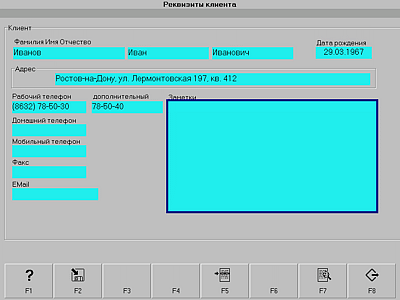 Реквизиты клиента
Клиент
Фамилия Имя Отчество
Дата рождения
Иванов Иван Иванович 29.03.1967
Адрес
Ростов-на-Дону, ул. Лермонтовская 197, кв. 412
Рабочий телефон дополнительный Заметки
(8632) 78-50-30 78-50-40
Домашний телефон
Мобильный телефон
Факс
EMail
?
F1 F2 F3 F4 F5 F6 F7 F8